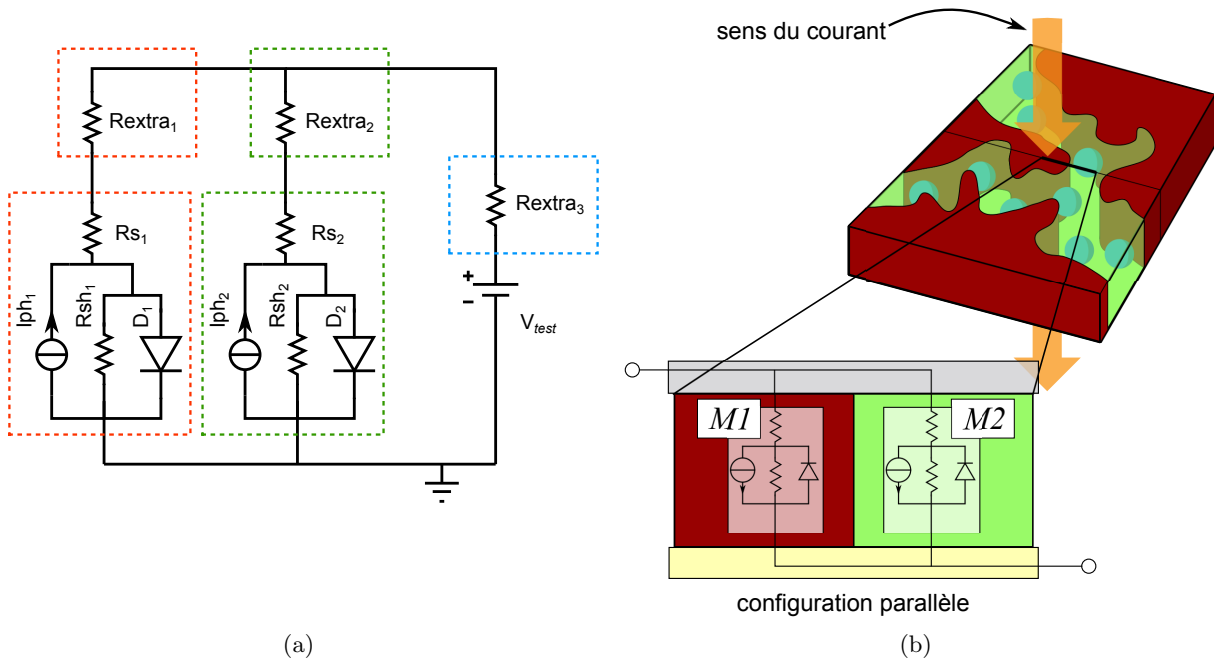 sens du courant
Rextra1
Rextra2
Rextra3
Rs1
Rs2
Iph1
Rsh1
D1
Iph2
Rsh2
D2
+
-
Vtest
M1
M2
configuration parallèle
(a)
(b)